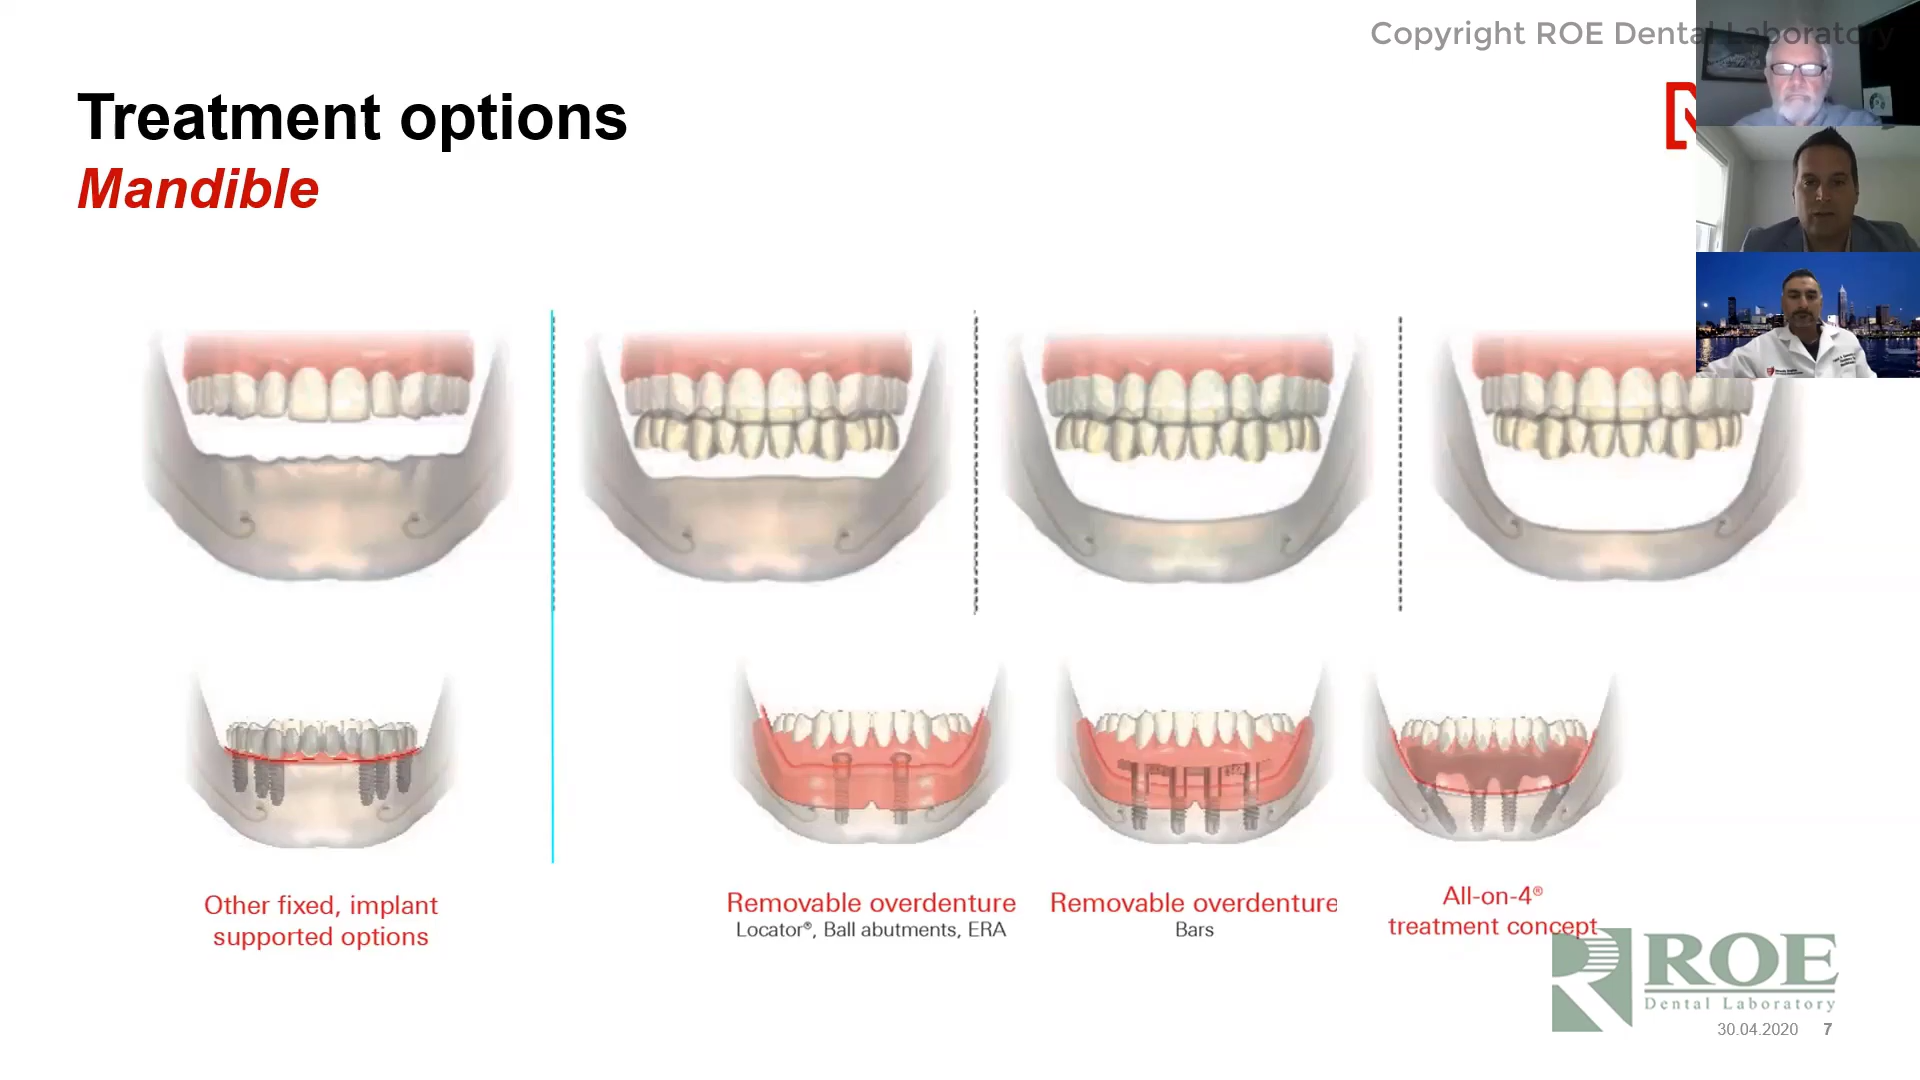 Copyright ROE Dental Laboratory
Treatment options
Mandible
Other fixed, implant
supported options
Removable overdenture
Locator®, Ball abutments, ERA
Removable overdenture
Bars
All-on-4®
treatment concept
ROE
Dental Laboratory
30.04.2020 7